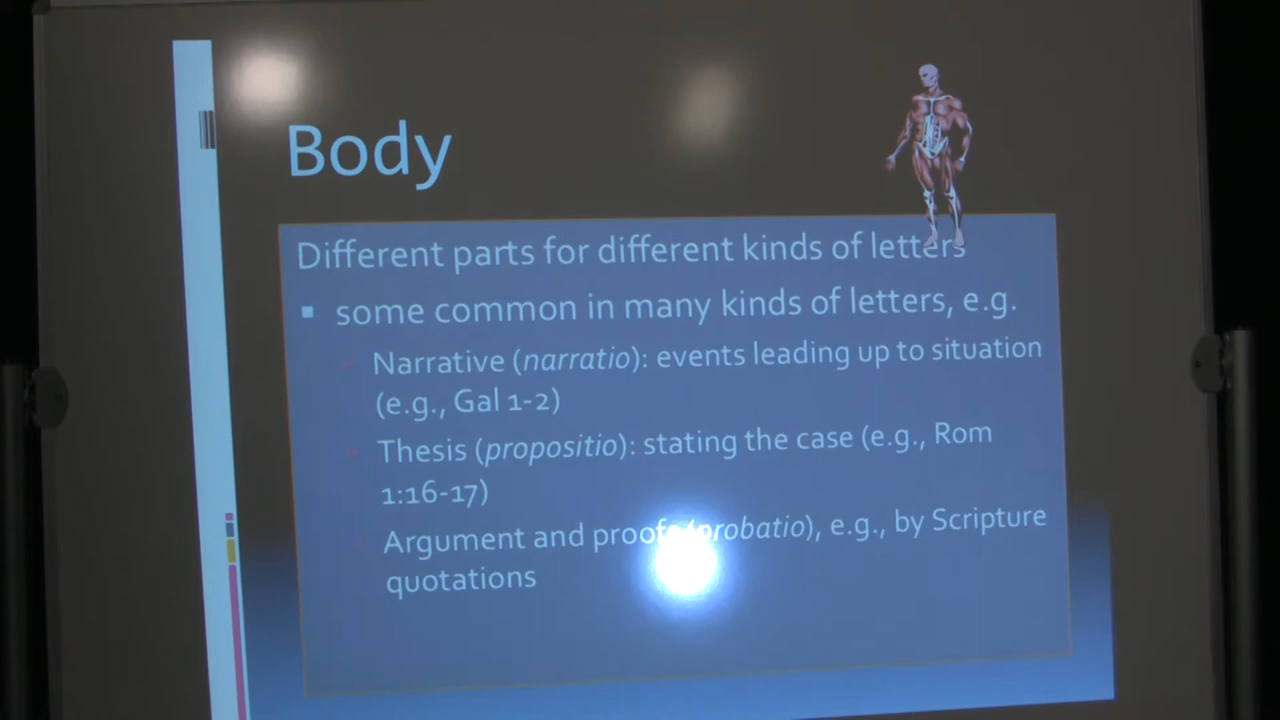 Body
Different parts for different kinds of letters
▪ some common in many kinds of letters, e.g.
Narrative (narratio): events leading up to situation
(e.g., Gal 1-2)
Thesis (propositio): stating the case (e.g., Rom
1:16-17)
Argument and proofs (probatio), e.g., by Scripture
quotations